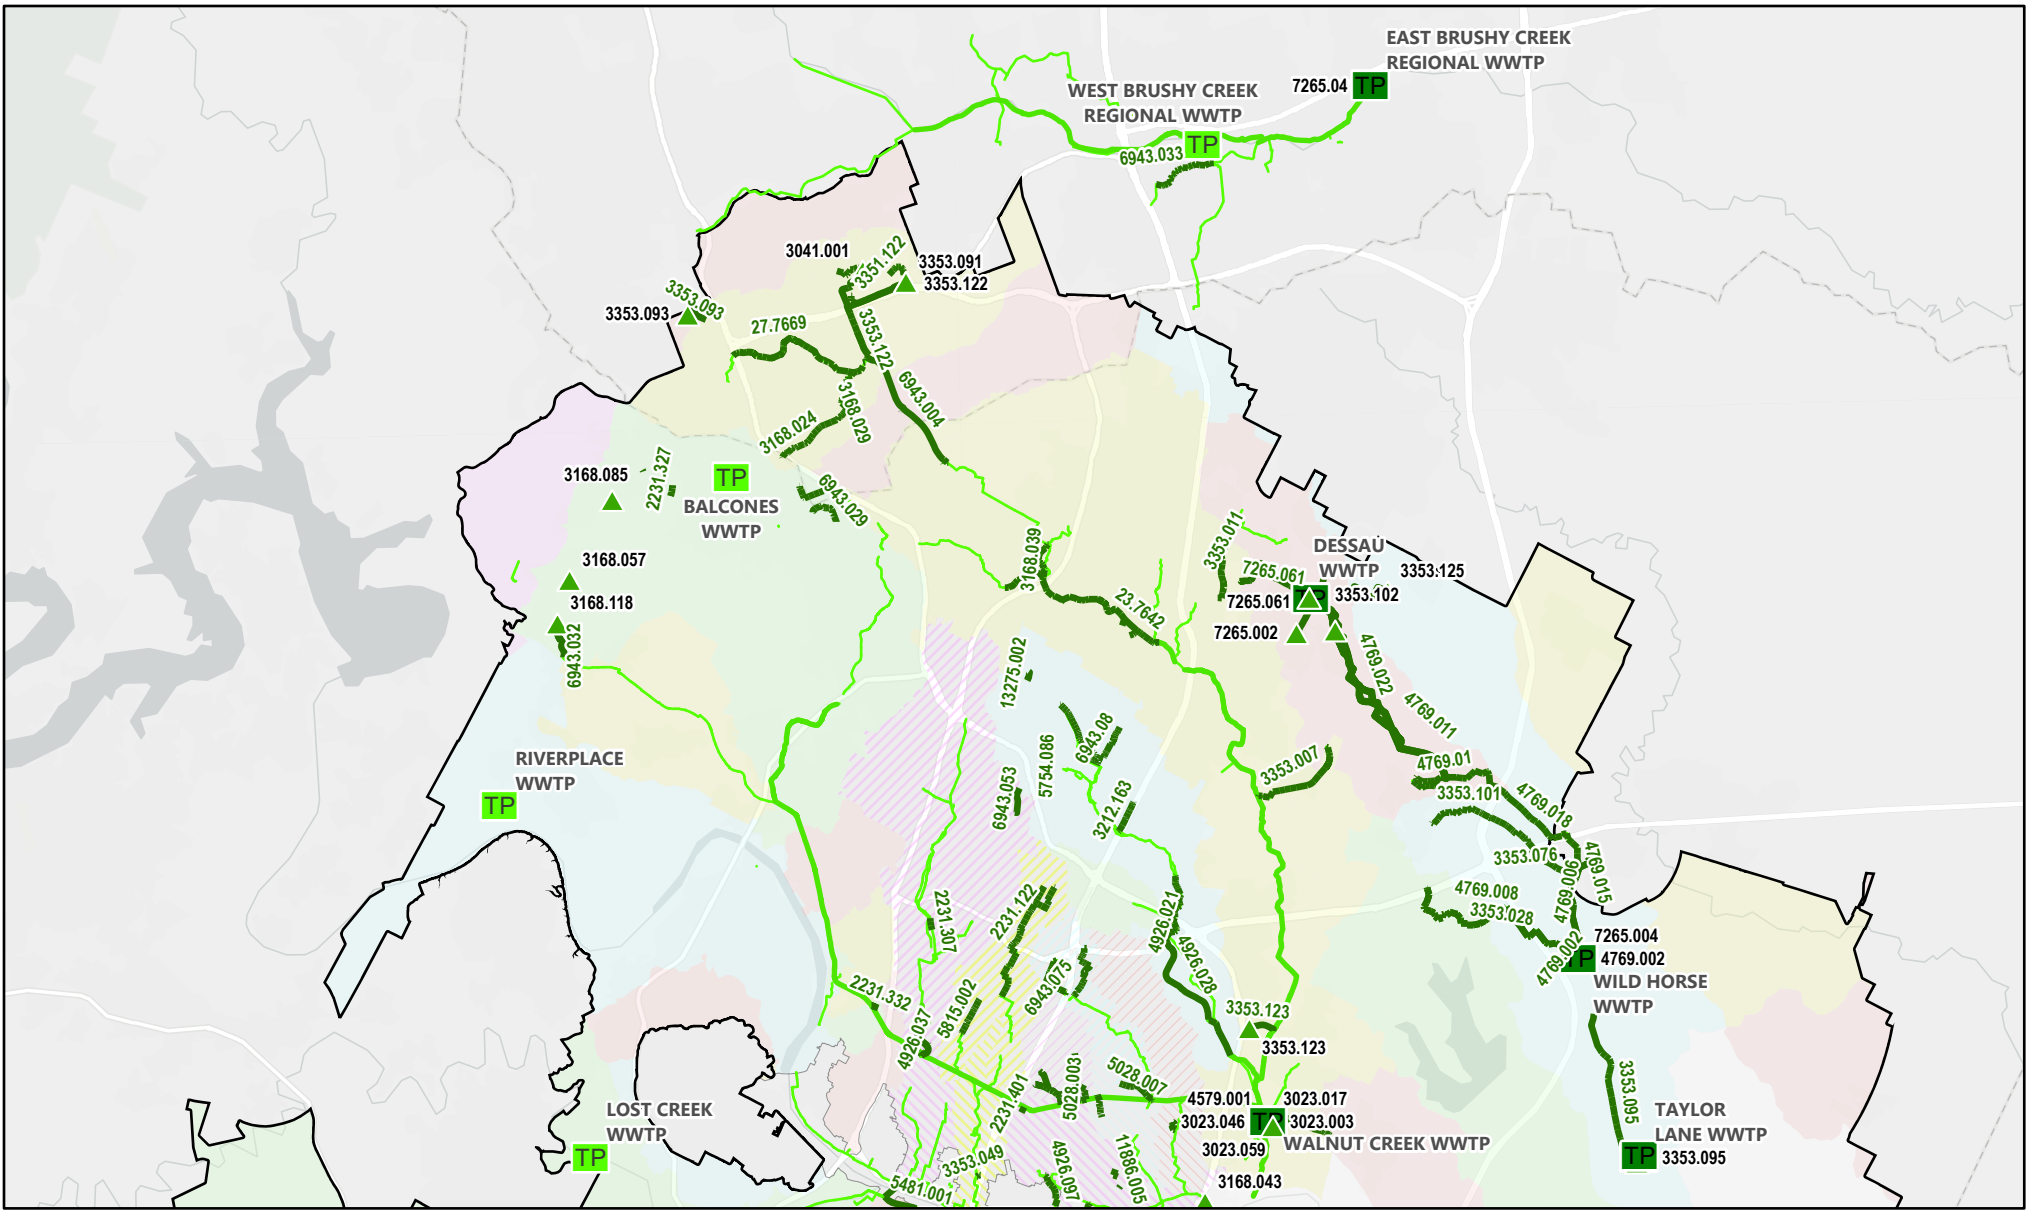 EAST BRUSHY CREEK
REGIONAL WWTP
7265.04
TP
WEST BRUSHY CREEK
REGIONAL WWTP
TP
6943.033
3041.001
3351.122
3353.091
3353.122
3353.093
3353.093
27.7669
3353.122
6943.004
3168.029
3168.024
2231.327
3168.085
TP
BALCONES
WWTP
6943.029
3168.057
3168.118
6943.032
3168.039
23.7642
3353.011
DESSAU
WWTP
7265.061
3353.125
7265.061
TP
3353.102
7265.002
4769.022
4769.011
13275.002
6943.08
5754.086
6943.053
3212.163
3353.007
4769.01
3353.101
4769.018
RIVERPLACE
WWTP
TP
3353.076
4769.006
4769.015
4769.008
3353.028
2231.122
2231.307
4926.021
4926.028
7265.004
4769.002
4769.002
TP
WILD HORSE
WWTP
6943.075
2231.332
5815.002
4926.037
3353.123
3353.123
2231.401
5028.003
5028.007
4579.001
3023.017
3023.046
TP
3023.003
WALNUT CREEK WWTP
3023.059
3353.095
TAYLOR
LANE WWTP
TP
3353.095
LOST CREEK
WWTP
TP
3353.049
4926.097
11886.005
3168.043
5481.001